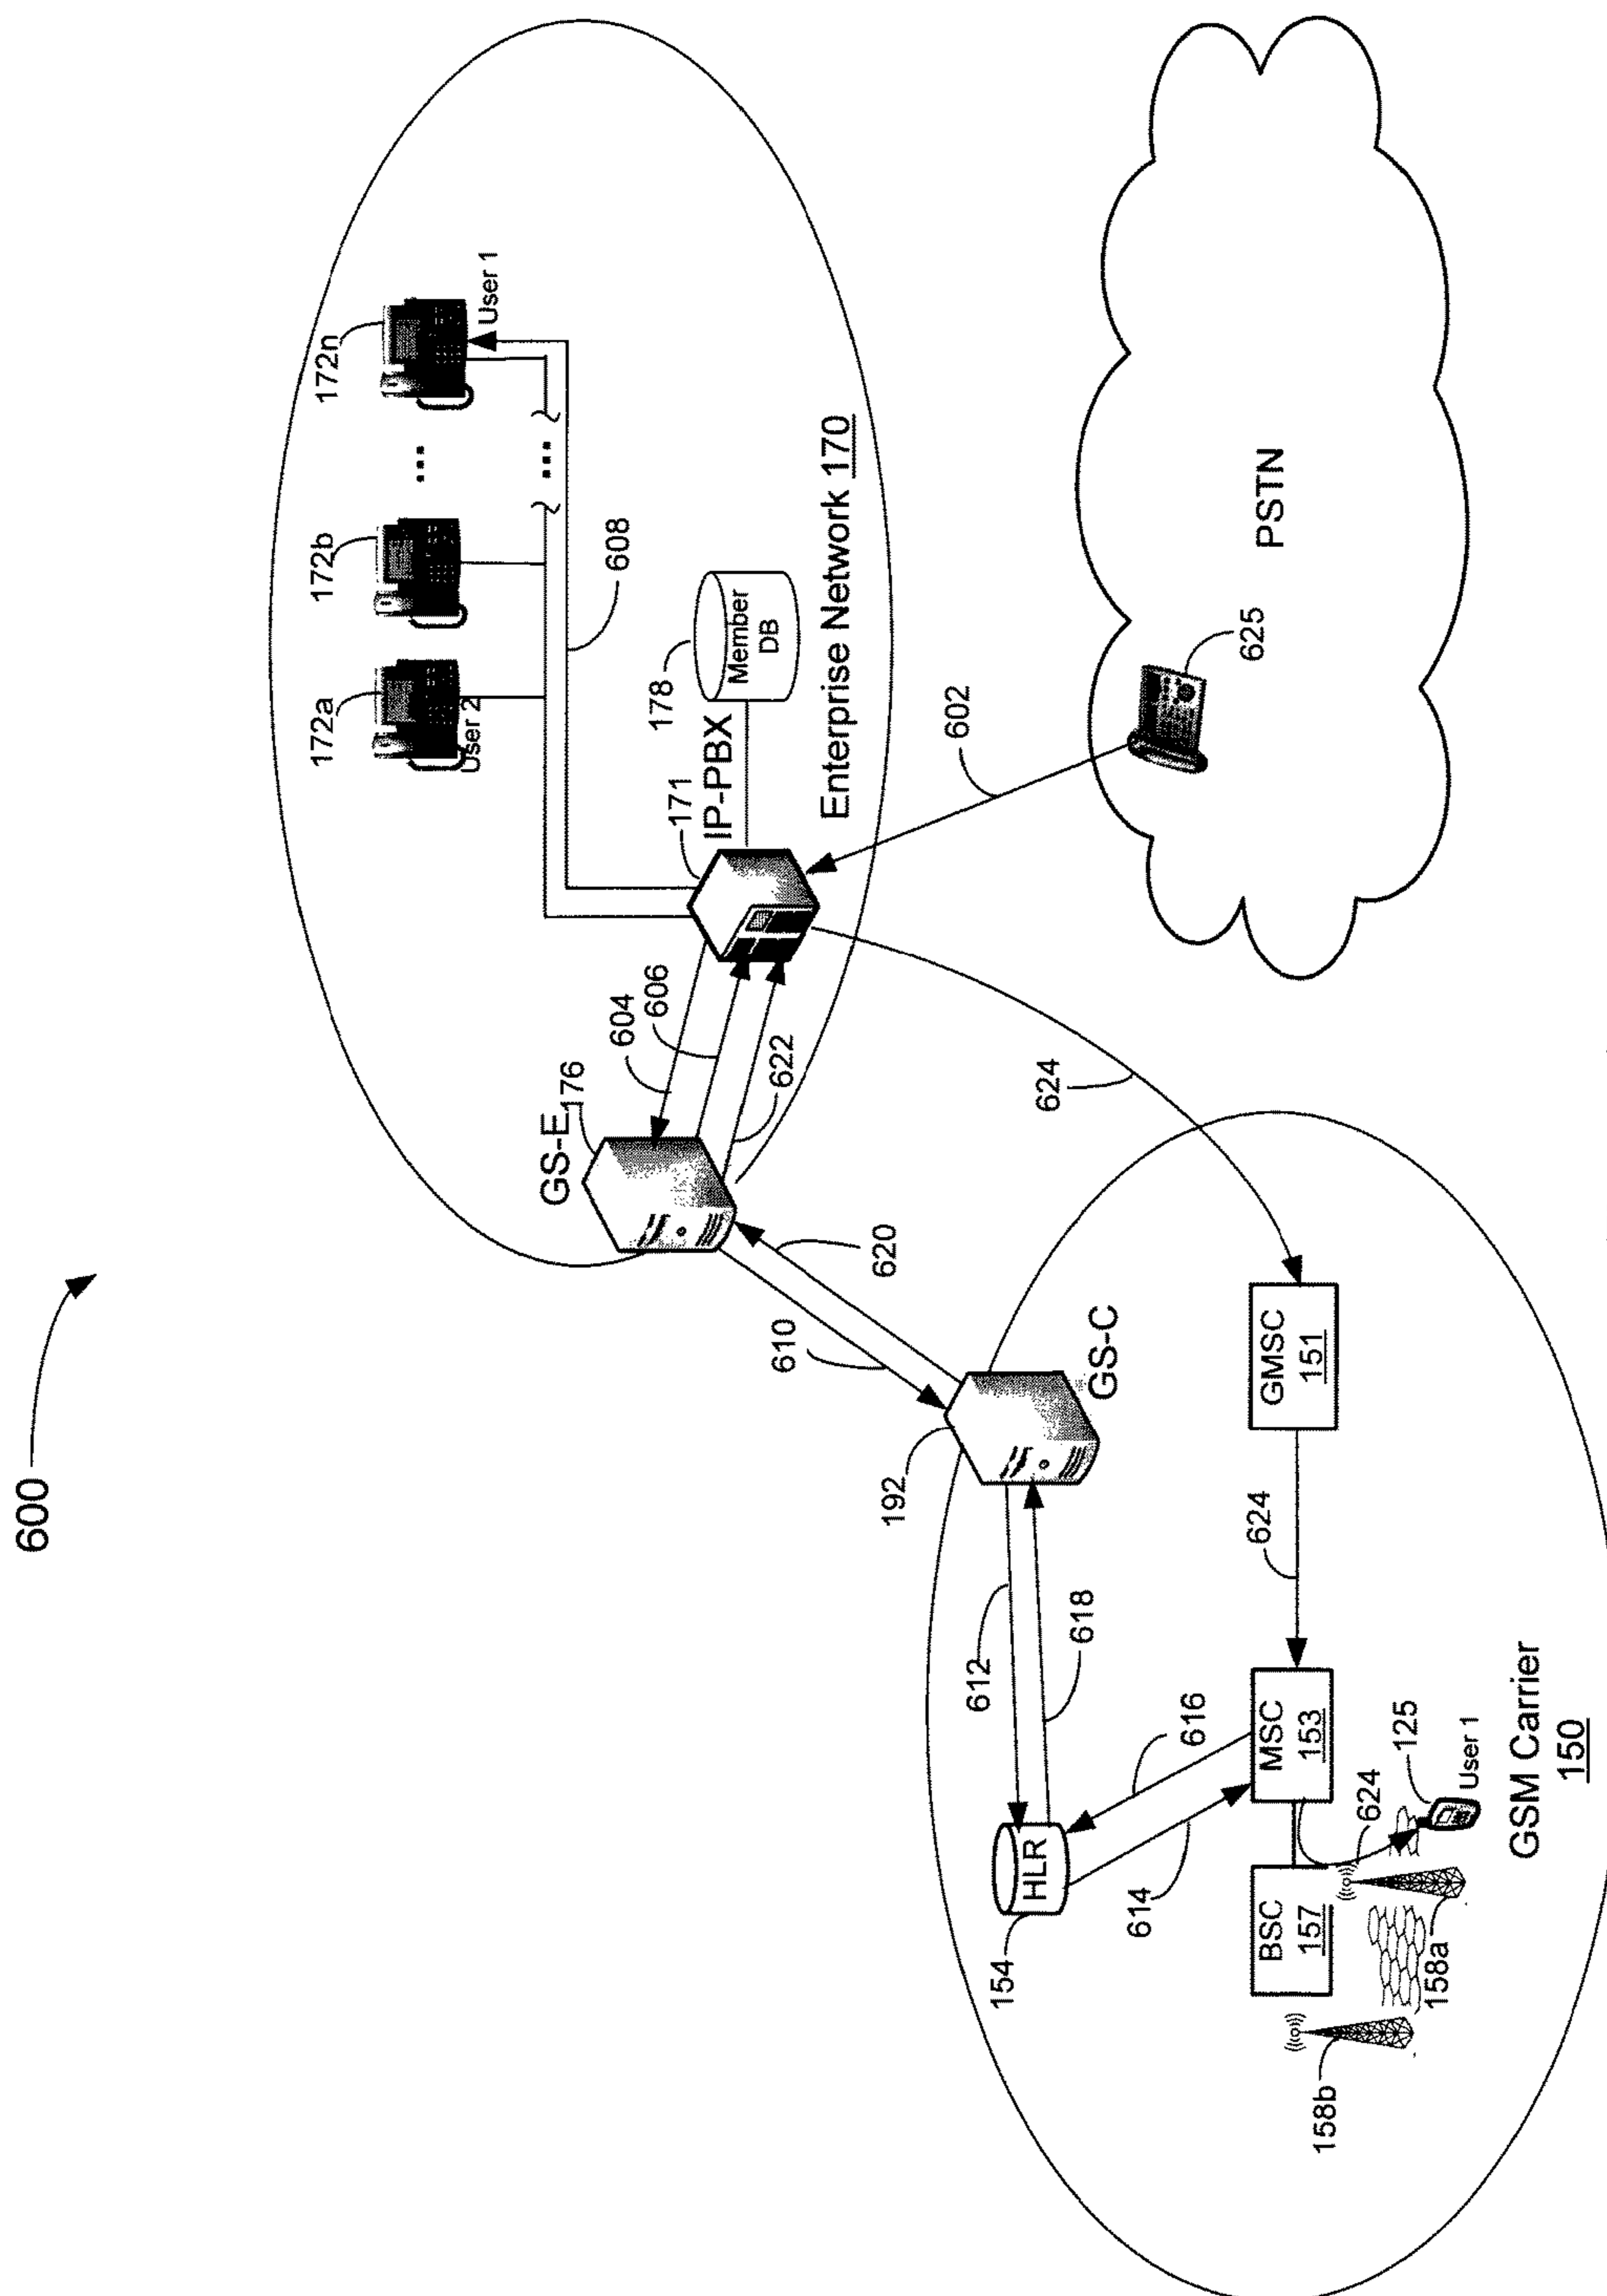 600
172a
172b
...
172n
User 2
User 1
...
608
178
Member
DB
171
IP-PBX
Enterprise Network 170
GS-E
176
604
606
622
602
625
PSTN
624
610
620
192
GS-C
612
618
154
HLR
614
616
GMSC
151
624
MSC
153
BSC
157
624
125
User 1
158a
158b
GSM Carrier
150